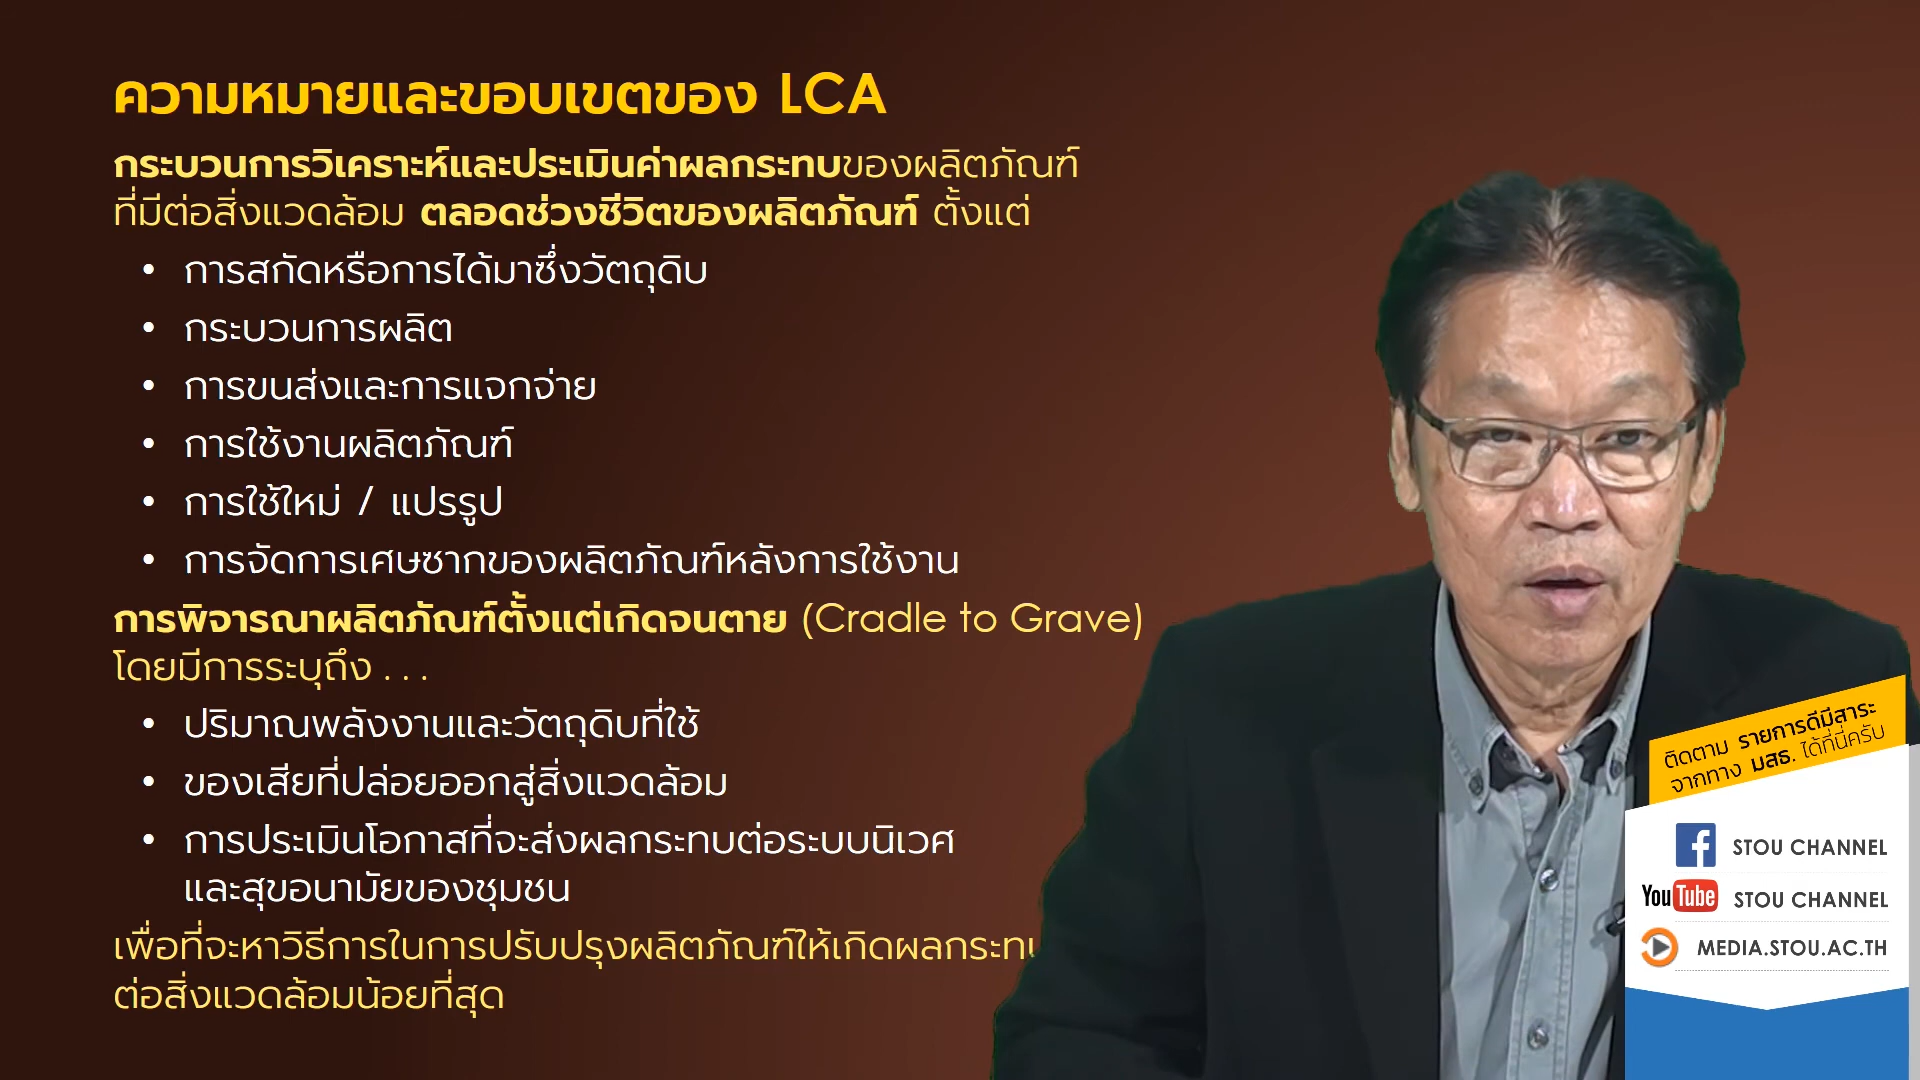 ความหมายและขอบเขตของ LCA
กระบวนการวิเคราะห์และประเมินค่าผลกระทบของผลิตภัณฑ์
ที่มีต่อสิ่งแวดล้อม ตลอดช่วงชีวิตของผลิตภัณฑ์ ตั้งแต่
• การสกัดหรือการได้มาซึ่งวัตถุดิบ
• กระบวนการผลิต
• การขนส่งและการแจกจ่าย
• การใช้งานผลิตภัณฑ์
• การใช้ใหม่ / แปรรูป
• การจัดการเศษซากของผลิตภัณฑ์หลังการใช้งาน
การพิจารณาผลิตภัณฑ์ตั้งแต่เกิดจนตาย (Cradle to Grave)
โดยมีการระบุถึง . . .
• ปริมาณพลังงานและวัตถุดิบที่ใช้
• ของเสียที่ปล่อยออกสู่สิ่งแวดล้อม
• การประเมินโอกาสที่จะส่งผลกระทบต่อระบบนิเวศ
และสุขอนามัยของชุมชน
เพื่อที่จะหาวิธีการในการปรับปรุงผลิตภัณฑ์ให้เกิดผลกระทบ
ต่อสิ่งแวดล้อมน้อยที่สุด
ติดตาม รายการดีมีสาระ
จากทาง มสธ. ได้ที่นี่ครับ
STOU CHANNEL
YouTube STOU CHANNEL
MEDIA.STOU.AC.TH